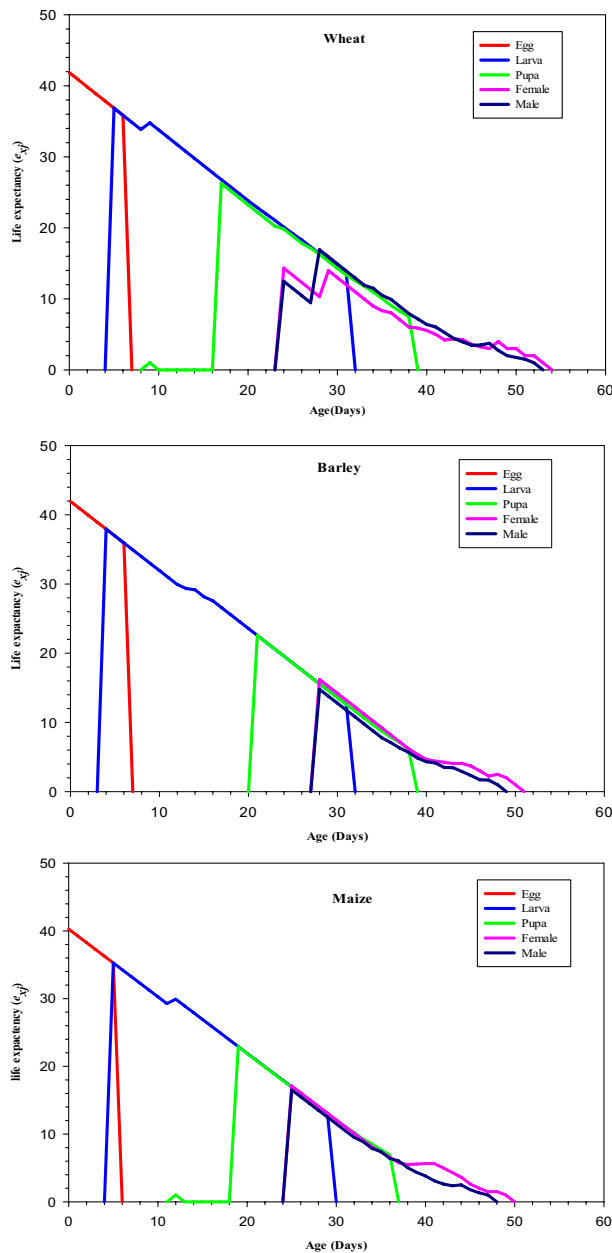 Wheat
Egg
Larva
Pupa
Female
Male
Life expectancy (exj)
50
40
30
20
10
0
0 10 20 30 40 50 60
Age(Days)
Barley
Egg
Larva
Pupa
Female
Male
Life expactancy (exj)
50
40
30
20
10
0
0 10 20 30 40 50 60
Age (Days)
Maize
Egg
Larva
Pupa
Female
Male
life expactency (exj)
50
40
30
20
10
0
0 10 20 30 40 50 60
Age (Days)